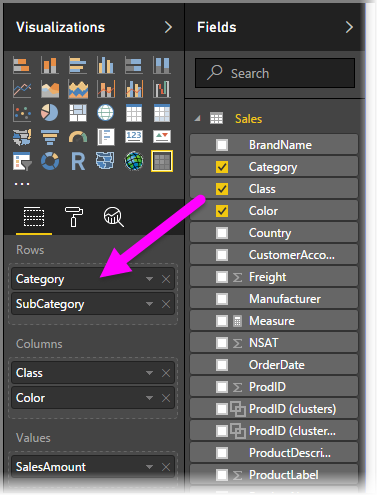 Visualizations
R
123
...
Rows
Category
SubCategory
Columns
Class
Color
Values
SalesAmount
Fields
Search
Sales
BrandName
Category
Class
Color
Country
CustomerAcco...
Freight
Manufacturer
Measure
NSAT
OrderDate
ProdID
ProdID (clusters)
ProdID (cluster...
ProductDescri...
ProductLabel